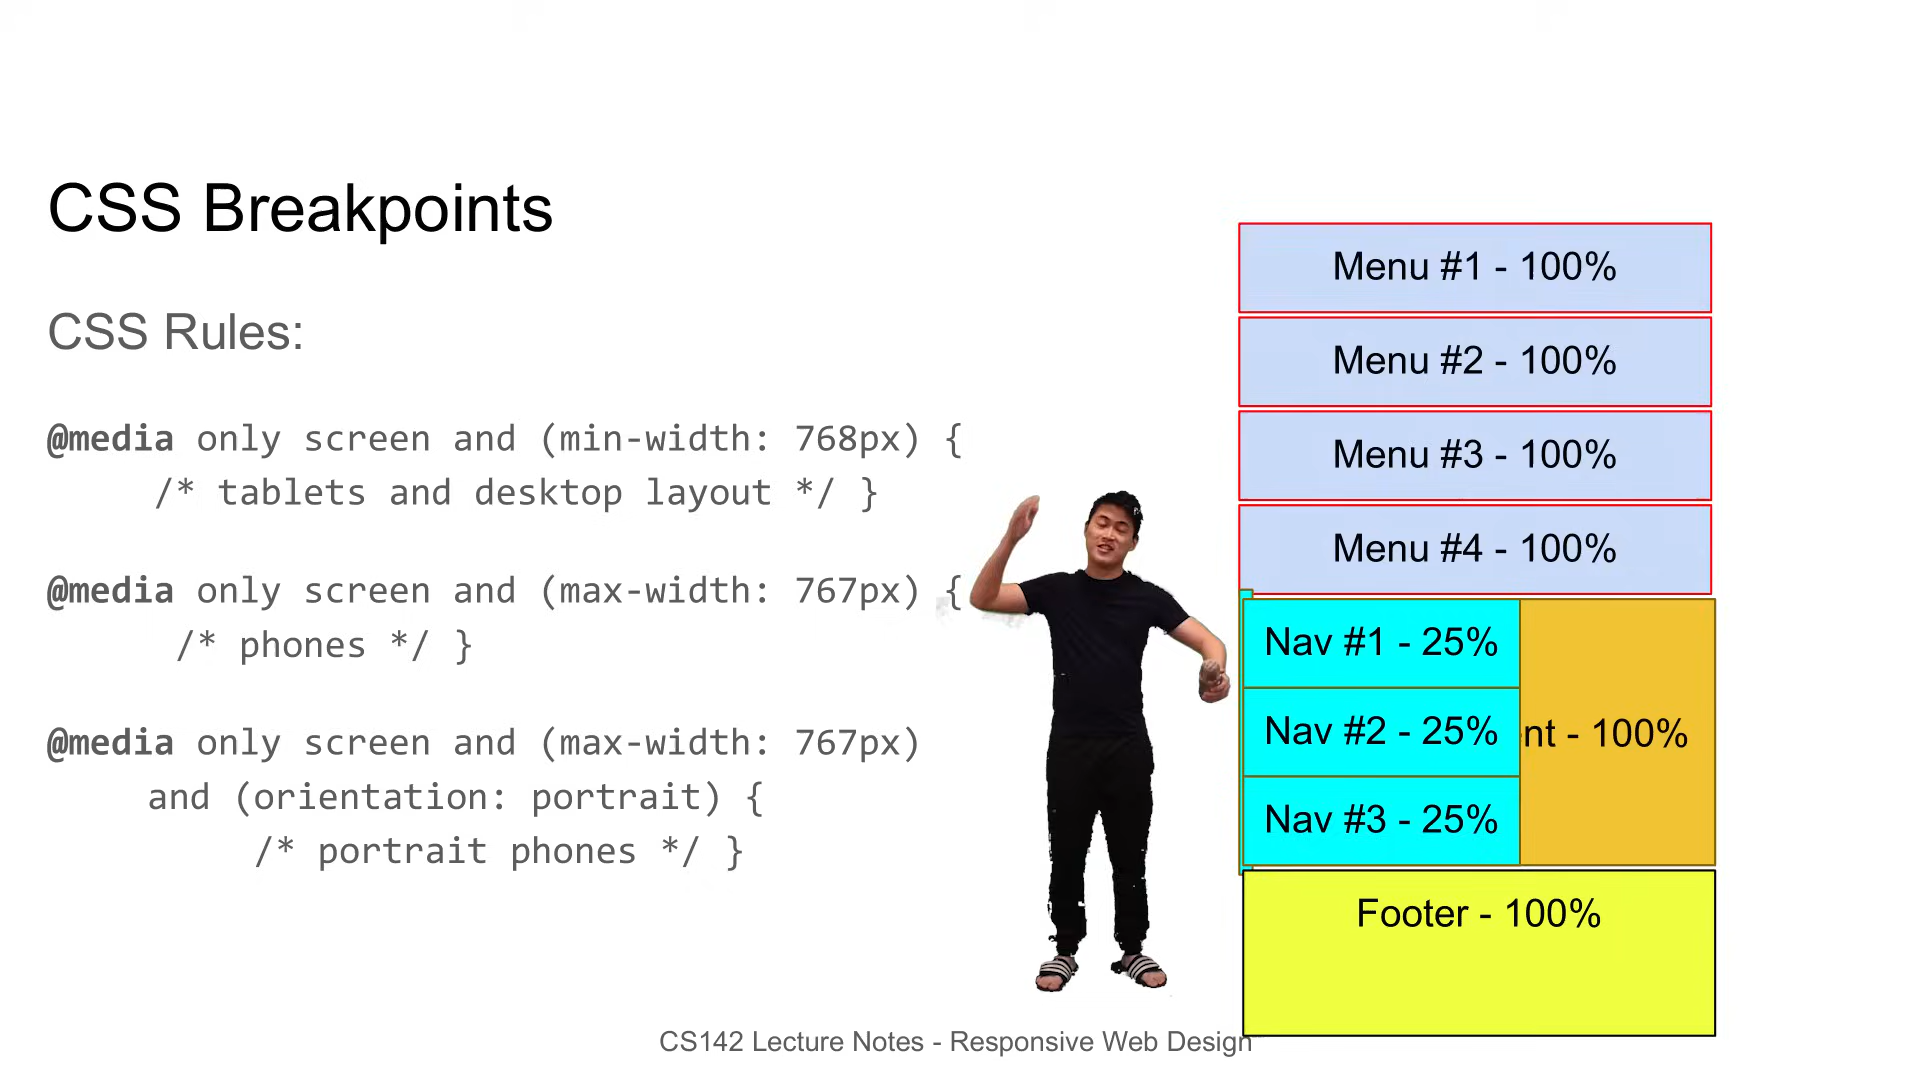 CSS Breakpoints
CSS Rules:
@media only screen and (min-width: 768px) {
/* tablets and desktop layout */ }
@media only screen and (max-width: 767px) {
/* phones */ }
@media only screen and (max-width: 767px)
and (orientation: portrait) {
/* portrait phones */ }
Menu #1 - 100%
Menu #2 - 100%
Menu #3 - 100%
Menu #4 - 100%
Nav #1 - 25%
Nav #2 - 25%
nt - 100%
Nav #3 - 25%
Footer - 100%
CS142 Lecture Notes - Responsive Web Design